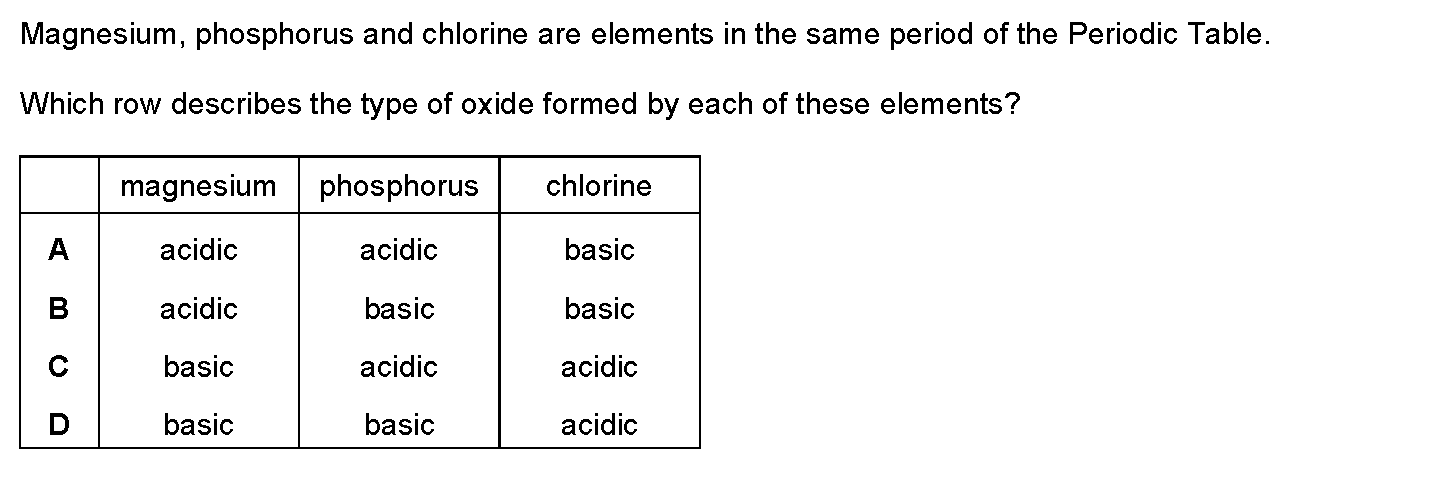 Magnesium, phosphorus and chlorine are elements in the same period of the Periodic Table.
Which row describes the type of oxide formed by each of these elements?
magnesium phosphorus chlorine
A acidic acidic basic
B acidic basic basic
C basic acidic acidic
D basic basic acidic